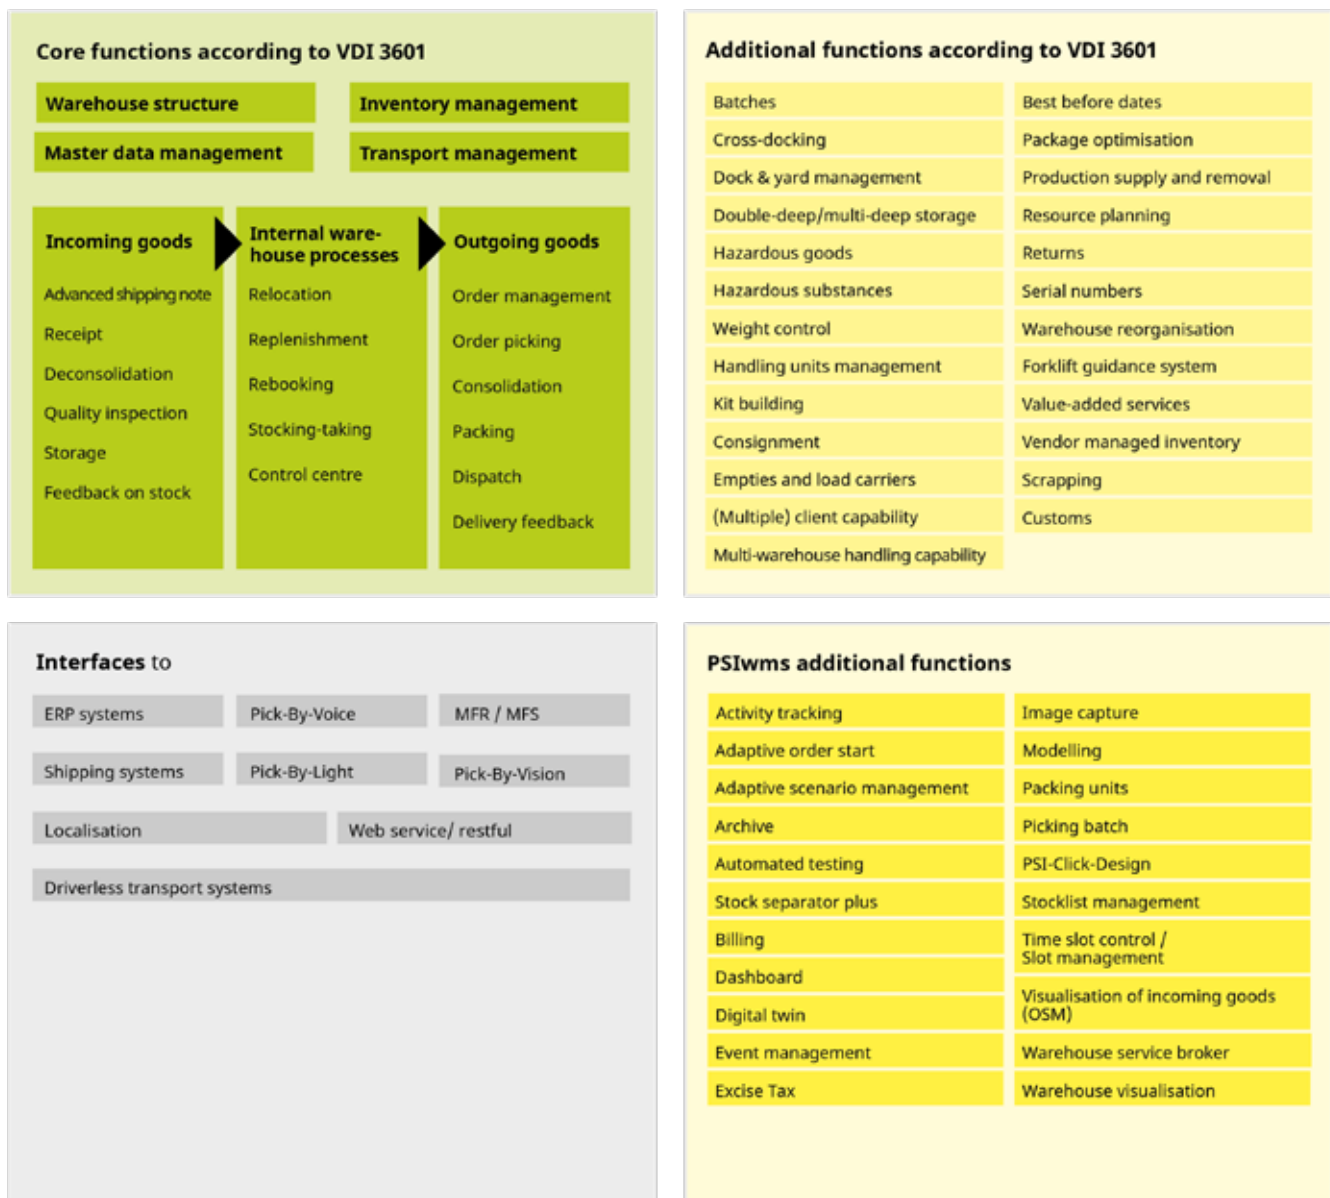 Core functions according to VDI 3601
Warehouse structure
Inventory management
Master data management
Transport management
Incoming goods
Advanced shipping note
Receipt
Deconsolidation
Quality inspection
Storage
Feedback on stock
Internal ware-
house processes
Relocation
Replenishment
Rebooking
Stocking-taking
Control centre
Outgoing goods
Order management
Order picking
Consolidation
Packing
Dispatch
Delivery feedback
Additional functions according to VDI 3601
Batches
Cross-docking
Dock & yard management
Double-deep/multi-deep storage
Hazardous goods
Hazardous substances
Weight control
Handling units management
Kit building
Consignment
Empties and load carriers
(Multiple) client capability
Multi-warehouse handling capability
Best before dates
Package optimisation
Production supply and removal
Resource planning
Returns
Serial numbers
Warehouse reorganisation
Forklift guidance system
Value-added services
Vendor managed inventory
Scrapping
Customs
Interfaces to
ERP systems
Pick-By-Voice
MFR / MFS
Shipping systems
Pick-By-Light
Pick-By-Vision
Localisation
Web service/ restful
Driverless transport systems
PSIwms additional functions
Activity tracking
Adaptive order start
Adaptive scenario management
Archive
Automated testing
Stock separator plus
Billing
Dashboard
Digital twin
Event management
Excise Tax
Image capture
Modelling
Packing units
Picking batch
PSI-Click-Design
Stocklist management
Time slot control /
Slot management
Visualisation of incoming goods
(OSM)
Warehouse service broker
Warehouse visualisation